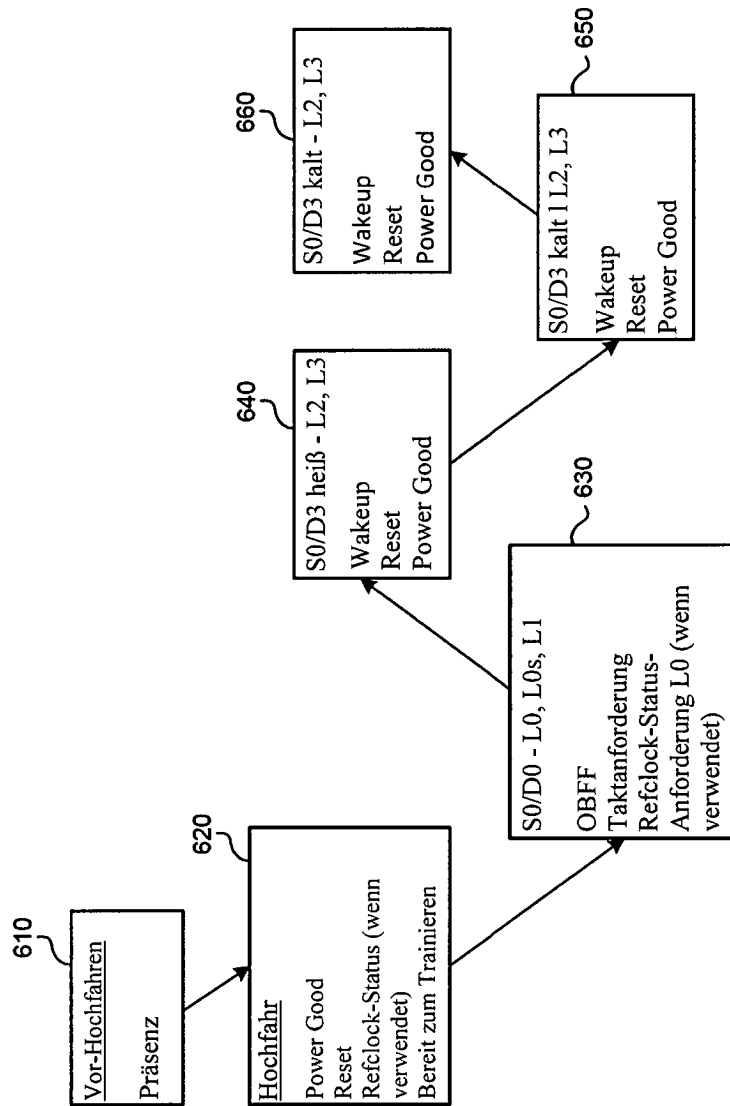 610
Vor-Hochfahren
Präsenz
620
Hochfahr
Power Good
Reset
Refclock-Status (wenn
verwendet)
Bereit zum Trainieren
630
S0/D0 - L0, L0s, L1
OBFF
Taktanforderung
Refclock-Status-
Anforderung L0 (wenn
verwendet)
640
S0/D3 heiß - L2, L3
Wakeup
Reset
Power Good
650
S0/D3 kalt l L2, L3
Wakeup
Reset
Power Good
660
S0/D3 kalt - L2, L3
Wakeup
Reset
Power Good